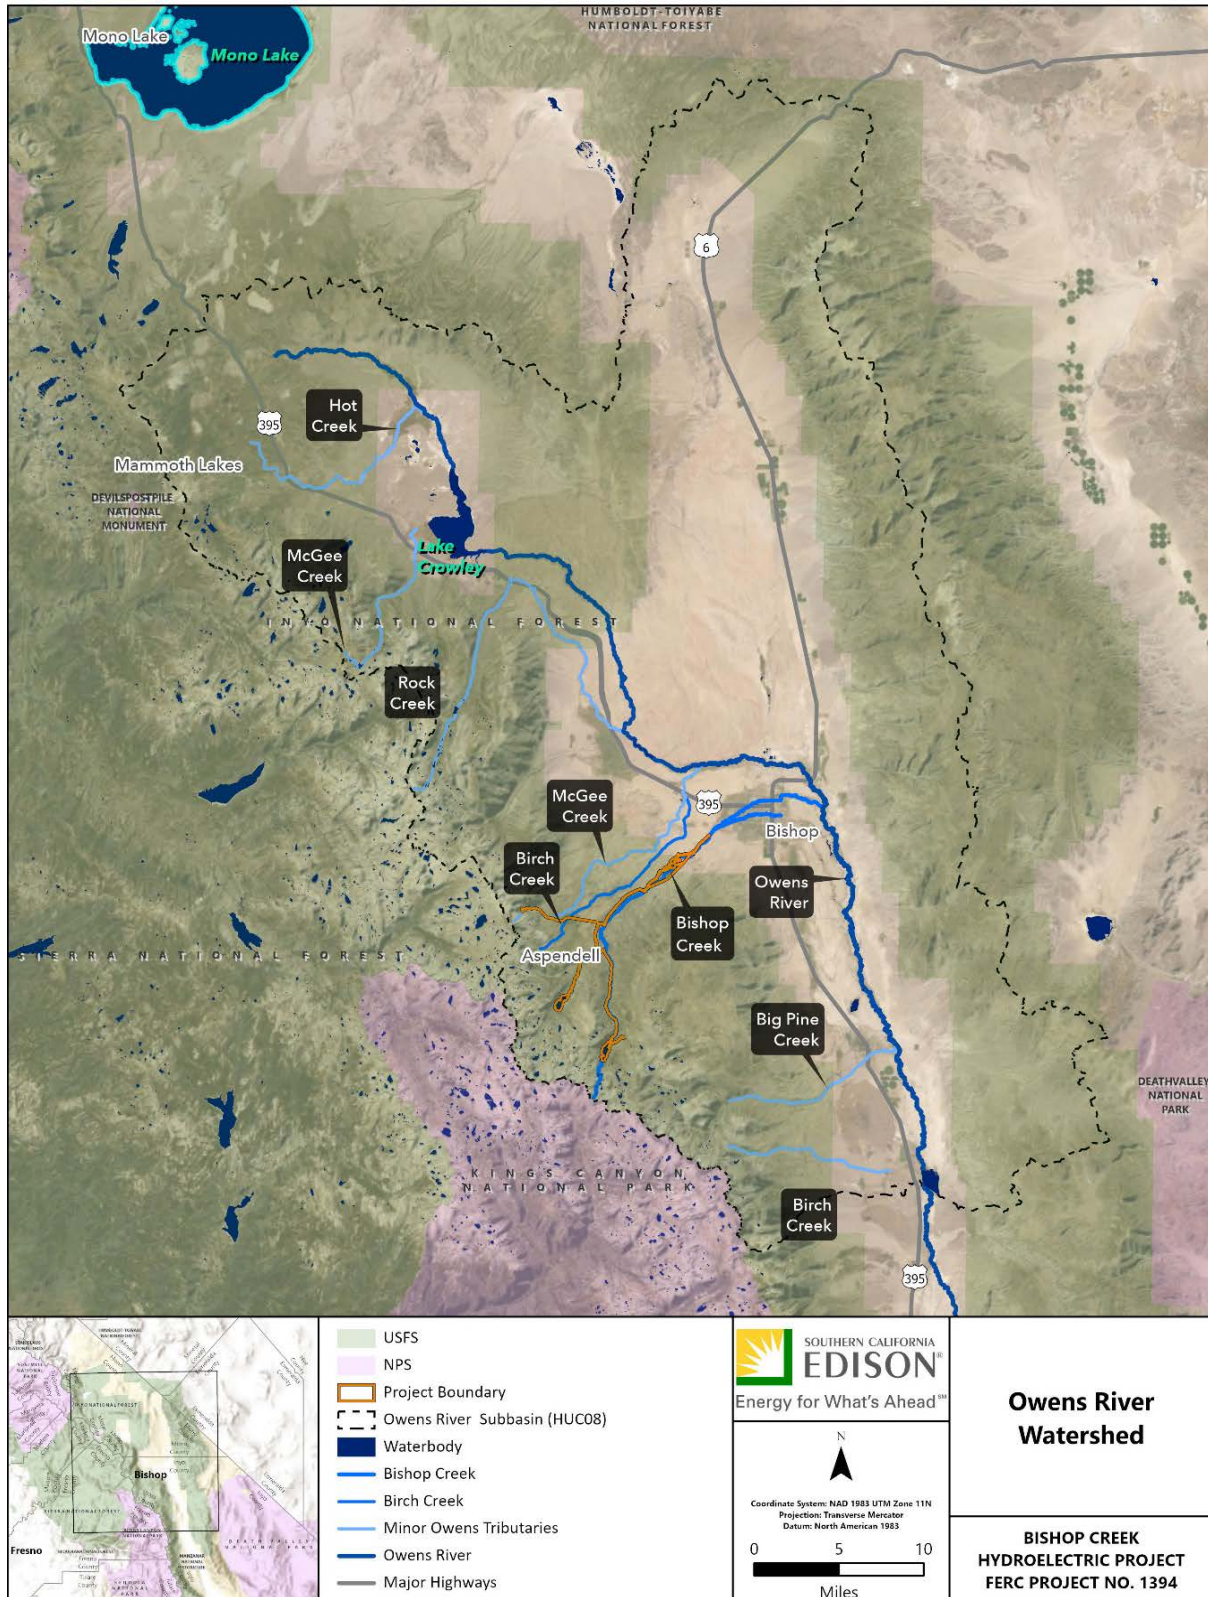 HUMBOLDT-TOIYABE
NATIONAL FOREST
Mono Lake
Mono Lake
6
Hot
Creek
395
Mammoth Lakes
DEVILSPOSTPILE
NATIONAL
MONUMENT
Lake
Crowley
McGee
Creek
INYO NATIONAL FOREST
Rock
Creek
McGee
Creek
395
Bishop
Birch
Creek
Owens
River
Bishop
Creek
Aspendell
SIERRA NATIONAL FOREST
Big Pine
Creek
DEATHVALLEY
NATIONAL
PARK
KINGS CANYON
NATIONAL PARK
Birch
Creek
395
USFS
NPS
Project Boundary
Owens River Subbasin (HUC08)
Waterbody
Bishop Creek
Birch Creek
Minor Owens Tributaries
Owens River
Major Highways
Bishop
Fresno
SOUTHERN CALIFORNIA
EDISON®
Energy for What's Ahead℠
N
Coordinate System: NAD 1983 UTM Zone 11N
Projection: Transverse Mercator
Datum: North American 1983
0 5 10
Miles
Owens River
Watershed
BISHOP CREEK
HYDROELECTRIC PROJECT
FERC PROJECT NO. 1394